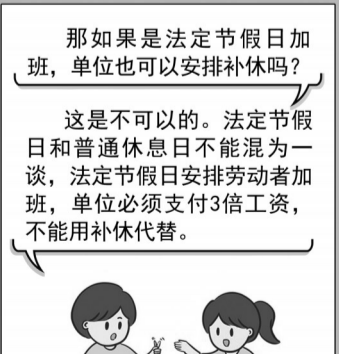 那如果是法定节假日加
班，单位也可以安排补休吗？
这是不可以的。法定节假
日和普通休息日不能混为一
谈，法定节假日安排劳动者加
班，单位必须支付3倍工资，
不能用补休代替。